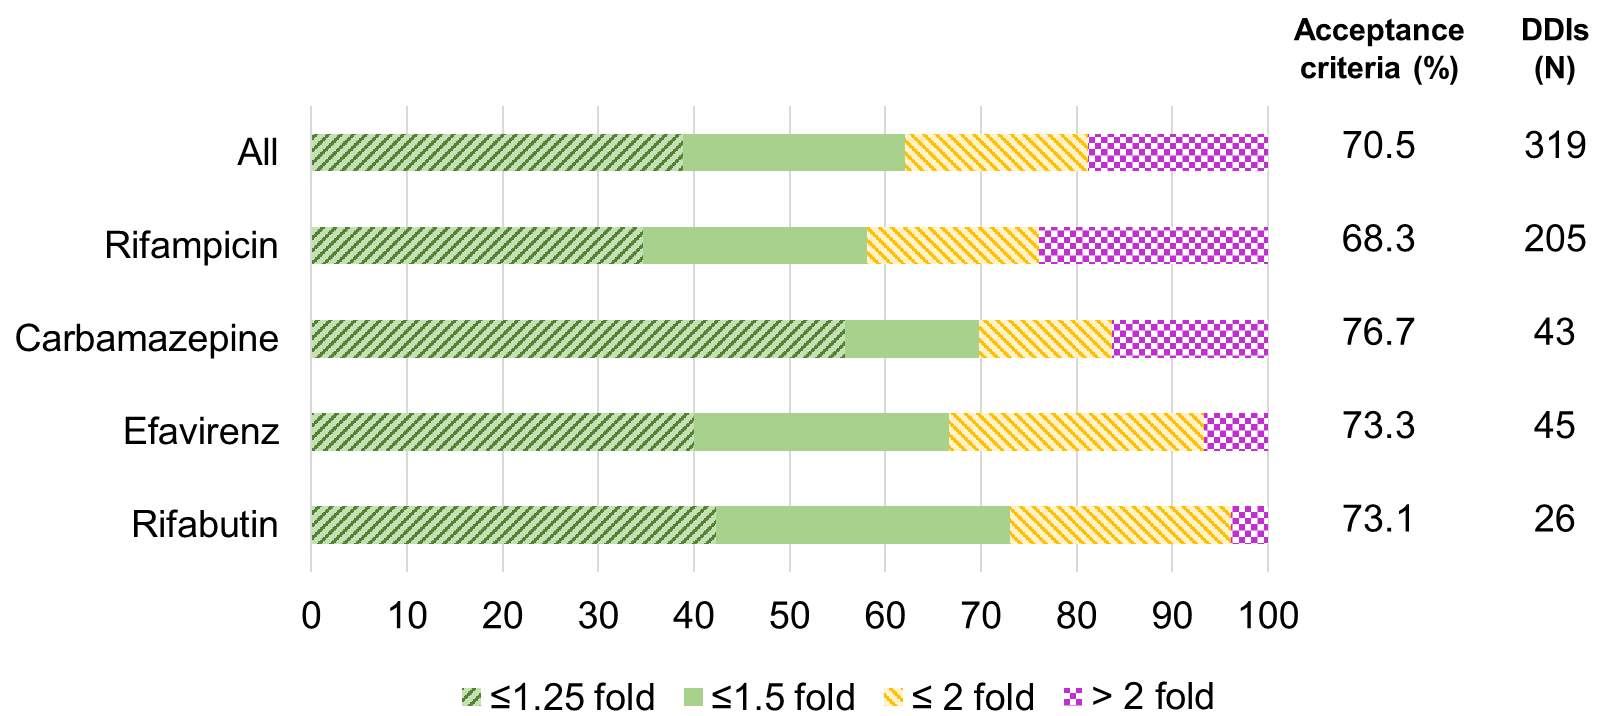 Acceptance criteria (%)
DDIs (N)
All 70.5 319
Rifampicin 68.3 205
Carbamazepine 76.7 43
Efavirenz 73.3 45
Rifabutin 73.1 26
0 10 20 30 40 50 60 70 80 90 100
≤1.25 fold ≤1.5 fold ≤ 2 fold > 2 fold